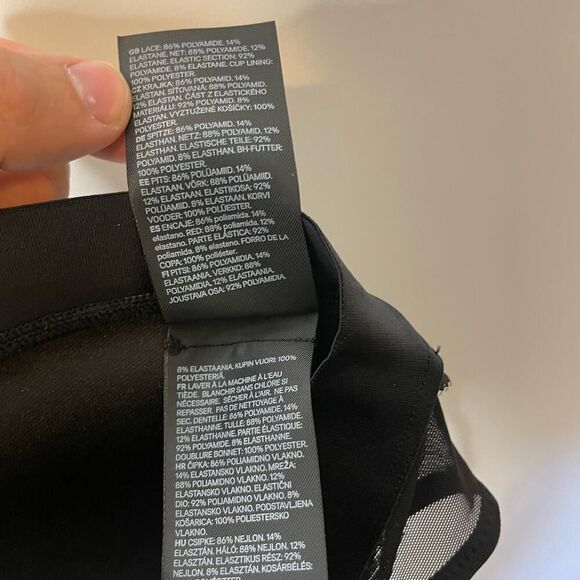 GB LACE: 86% POLYAMIDE. 14%
ELASTANE. NET: 88% POLYAMIDE. 12%
ELASTANE. ELASTIC SECTION: 92%
POLYAMIDE. 8% ELASTANE. CUP LINING:
100% POLYESTER.
CZ KRAJKA: 86% POLYAMID. 14%
ELASTAN. SÍŤOVANÁ: 88% POLYAMID.
12% ELASTAN. ČÁST Z ELASTICKÉHO
MATERIÁLU: 92% POLYAMID. 8%
ELASTAN. VYZTUŽENÉ KOŠÍČKY: 100%
POLYESTER.
DE SPITZE: 86% POLYAMID. 14%
ELASTHAN. NETZ: 88% POLYAMID. 12%
ELASTHAN. ELASTISCHE TEILE: 92%
POLYAMID. 8% ELASTHAN. BH-FUTTER:
100% POLYESTER.
EE PITS: 86% POLÜAMIID. 14%
ELASTAAN. VÕRK: 88% POLÜAMIID.
12% ELASTAAN. ELASTIKOSA: 92%
POLÜAMIID. 8% ELASTAAN. KORVI
VOODER: 100% POLÜESTER.
ES ENCAJE: 86% poliamida. 14%
elastano. RED: 88% poliamida. 12%
elastano. PARTE ELÁSTICA: 92%
poliamida. 8% elastano. FORRO DE LA
COPA: 100% poliéster.
FI PITSI: 86% POLYAMIDIA. 14%
ELASTAANIA. VERKKO: 88%
POLYAMIDIA. 12% ELASTAANIA.
JOUSTAVA OSA: 92% POLYAMIDIA.
8% ELASTAANIA. KUPIN VUORI: 100%
POLYESTERIÄ.
FR LAVER À LA MACHINE À L'EAU
TIÈDE. BLANCHIR SANS CHLORE SI
NÉCESSAIRE. SÉCHER À L'AIR. NE PAS
REPASSER. PAS DE NETTOYAGE À
SEC. DENTELLE: 86% POLYAMIDE. 14%
ELASTHANNE. TULLE: 88% POLYAMIDE.
12% ELASTHANNE. PARTIE ÉLASTIQUE:
92% POLYAMIDE. 8% ELASTHANNE.
DOUBLURE BONNET: 100% POLYESTER.
HR ČIPKA: 86% POLIAMIDNO VLAKNO. 14%
ELASTANSKO VLAKNO. MREŽA:
88% POLIAMIDNO VLAKNO. 12%
ELASTANSKO VLAKNO. ELASTIČNI
DIO: 92% POLIAMIDNO VLAKNO. 8%
ELASTANSKO VLAKNO. PODSTAVLJENA
KOŠARICA: 100% POLIESTERSKO
VLAKNO.
HU CSIPKE: 86% NEJLON. 14%
ELASZTÁN. HÁLÓ: 88% NEJLON. 12%
ELASZTÁN. ELASZTIKUS RÉSZ: 92%
NEJLON. 8% ELASZTÁN. KOSÁRBÉLÉS: